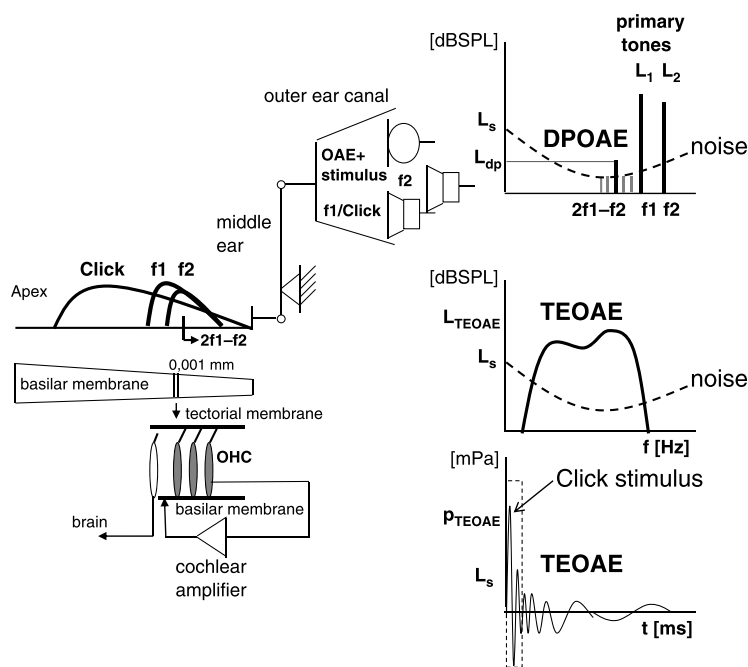 primary
tones
[dBSPL]
L1 L2
outer ear canal
Ls
DPOAE
noise
OAE+
stimulus
f2
Ldp
f1/Click
2f1–f2 f1 f2
middle
ear
Click f1 f2
Apex
2f1–f2
[dBSPL]
LTEOAE
TEOAE
Ls
noise
f [Hz]
0,001 mm
basilar membrane
tectorial membrane
OHC
basilar membrane
brain
cochlear
amplifier
[mPa]
Click stimulus
pTEOAE
Ls
TEOAE
t [ms]